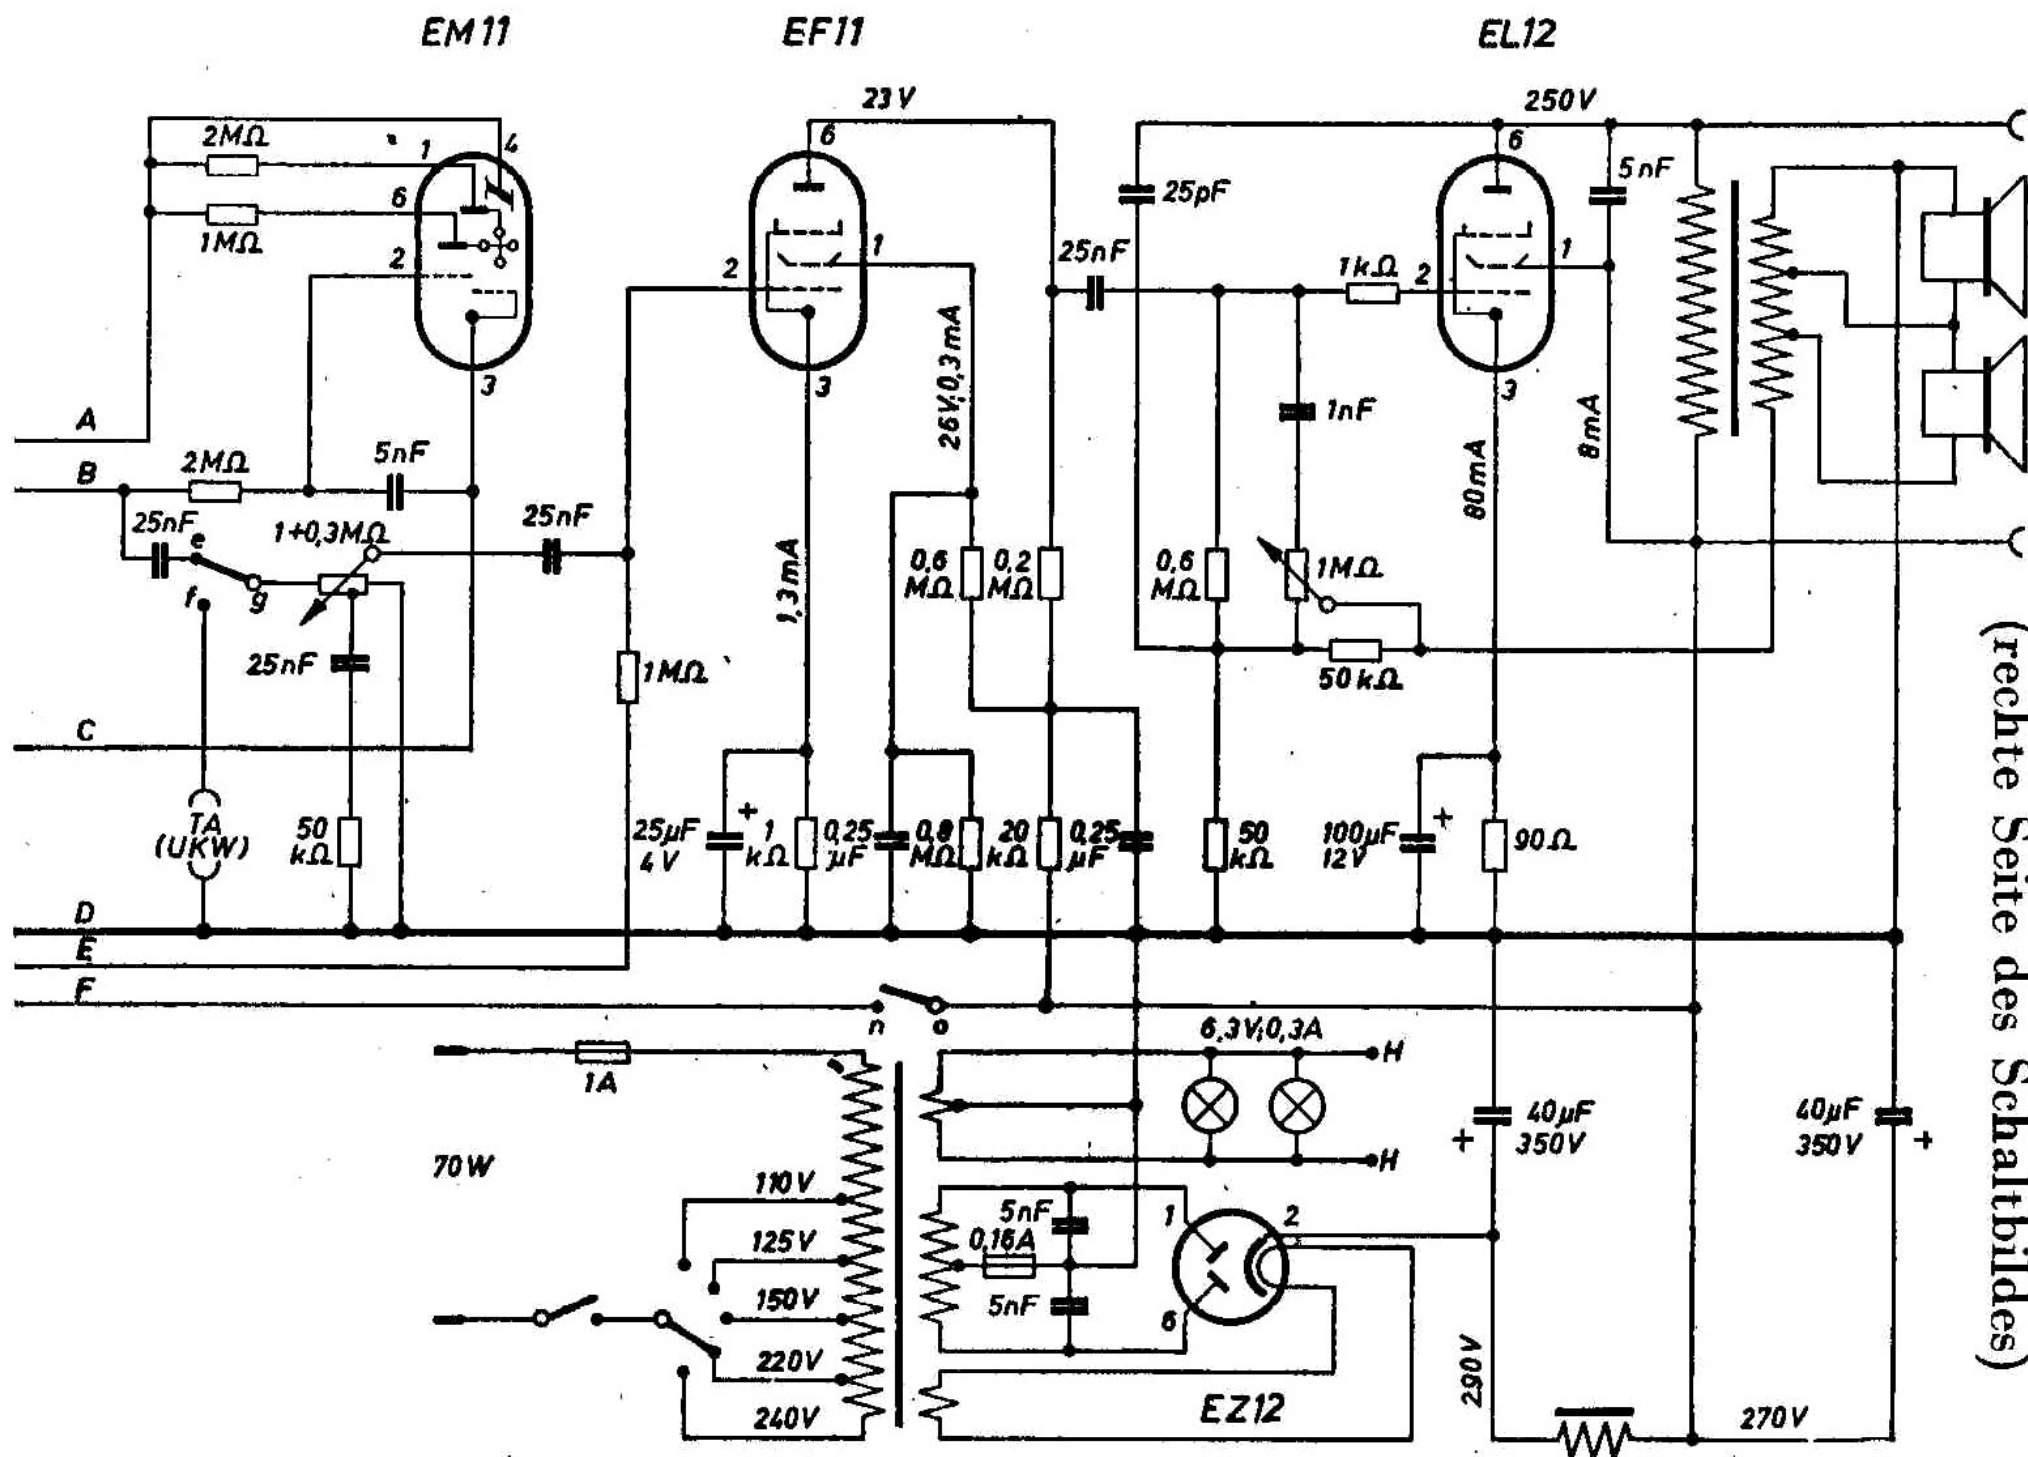 EM11
EF11
EL12
23V
250V
2MΩ
1
4
6
6
6
1MΩ
2
25pF
5nF
2
1
25nF
1kΩ
2
1
3
3
26V;0,3mA
1nF
3
8mA
80mA
A
B
2MΩ
5nF
25nF
e
1+0,3MΩ
25nF
f
g
1,3mA
0,6
MΩ
0,2
MΩ
0,6
MΩ
1MΩ
25nF
1MΩ
50kΩ
C
TA
(UKW)
50
kΩ
25µF
4V
+
1
kΩ
0,25
µF
0,8
MΩ
20
kΩ
0,25
µF
50
kΩ
100µF
12V
+
90Ω
D
E
F
n
o
6,3V;0,3A
H
H
1A
70W
110V
125V
150V
220V
240V
5nF
0,16A
5nF
1
2
6
EZ12
+
40µF
350V
40µF
350V
+
290V
270V
(rechte Seite des Schaltbildes)